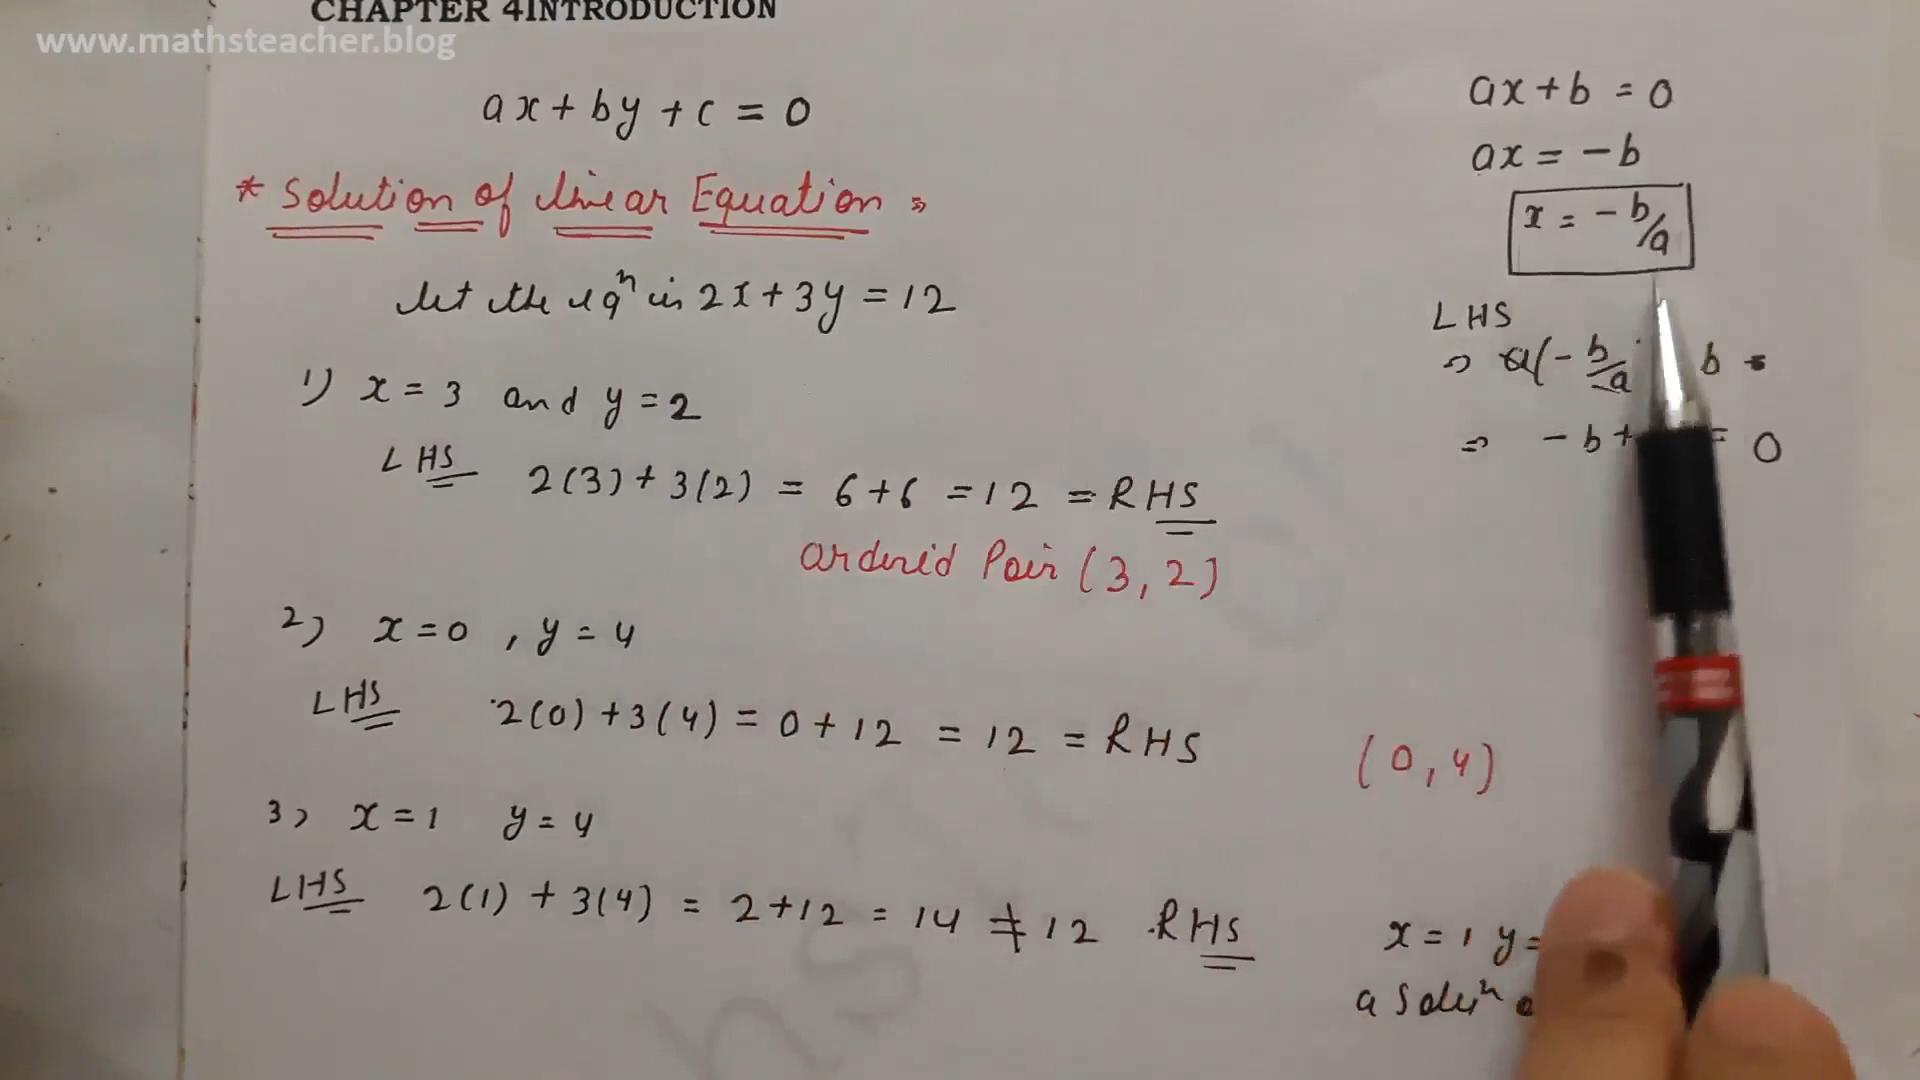 CHAPTER 4INTRODUCTION
www.mathsteacher.blog
ax + by + c = 0
* Solution of linear Equation ⇒
let the eqⁿ is 2x + 3y = 12
1) x = 3 and y = 2
LHS 2(3) + 3(2) = 6 + 6 = 12 = RHS
ordered Pair (3, 2)
2) x = 0 , y = 4
LHS 2(0) + 3(4) = 0 + 12 = 12 = RHS
(0, 4)
3) x = 1 y = 4
LHS 2(1) + 3(4) = 2 + 12 = 14 ≠ 12 RHS
ax + b = 0
ax = -b
x = -b/a
LHS
⇒ a(-b/a b =
⇒ -b + = 0
x = 1 y =
a Soluⁿ